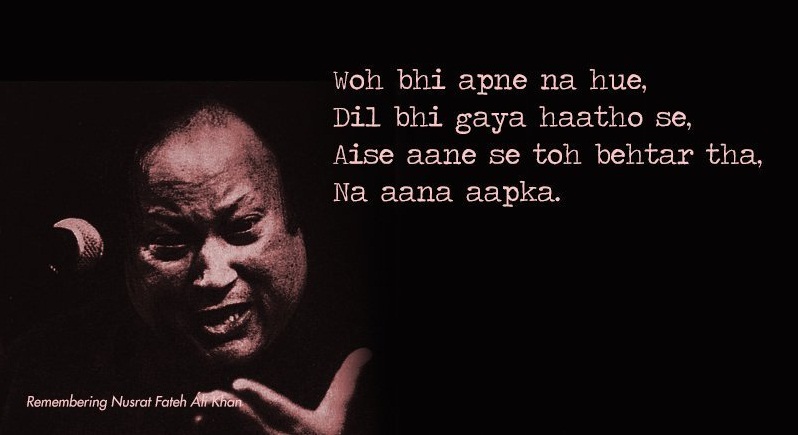 Woh bhi apne na hue,
Dil bhi gaya haatho se,
Aise aane se toh behtar tha,
Na aana aapka.
Remembering Nusrat Fateh Ali Khan